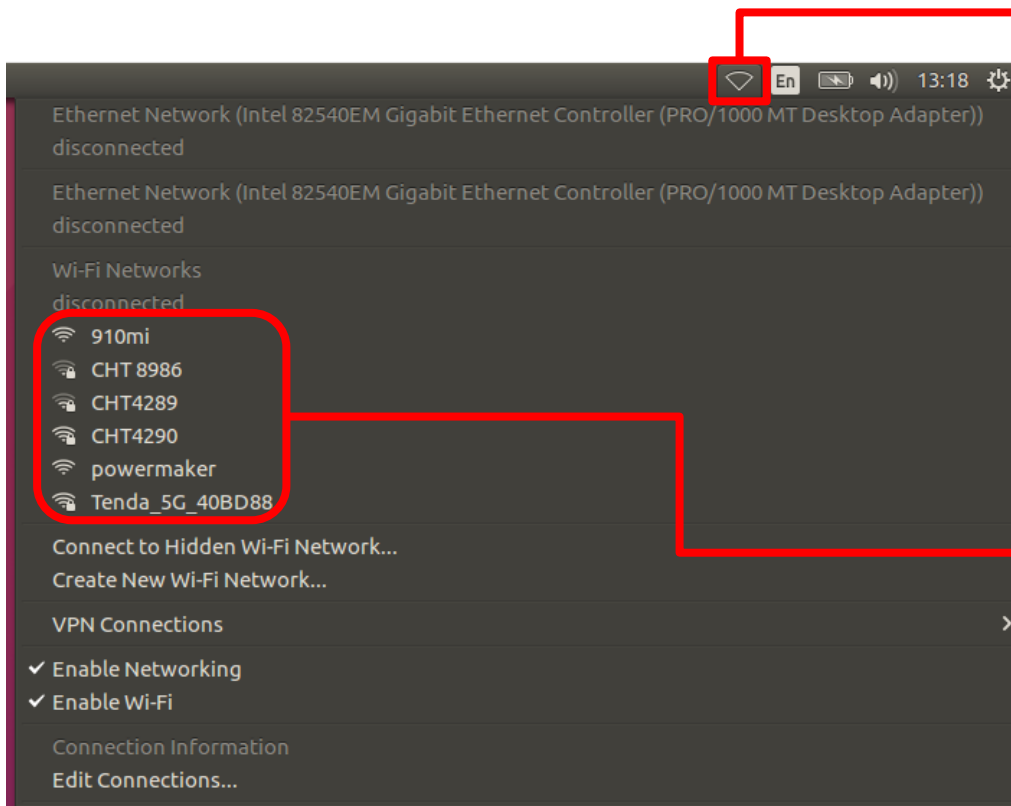 En 13:18
Ethernet Network (Intel 82540EM Gigabit Ethernet Controller (PRO/1000 MT Desktop Adapter))
disconnected
Ethernet Network (Intel 82540EM Gigabit Ethernet Controller (PRO/1000 MT Desktop Adapter))
disconnected
Wi-Fi Networks
disconnected
910mi
CHT 8986
CHT4289
CHT4290
powermaker
Tenda_5G_40BD88
Connect to Hidden Wi-Fi Network...
Create New Wi-Fi Network...
VPN Connections
Enable Networking
Enable Wi-Fi
Connection Information
Edit Connections...